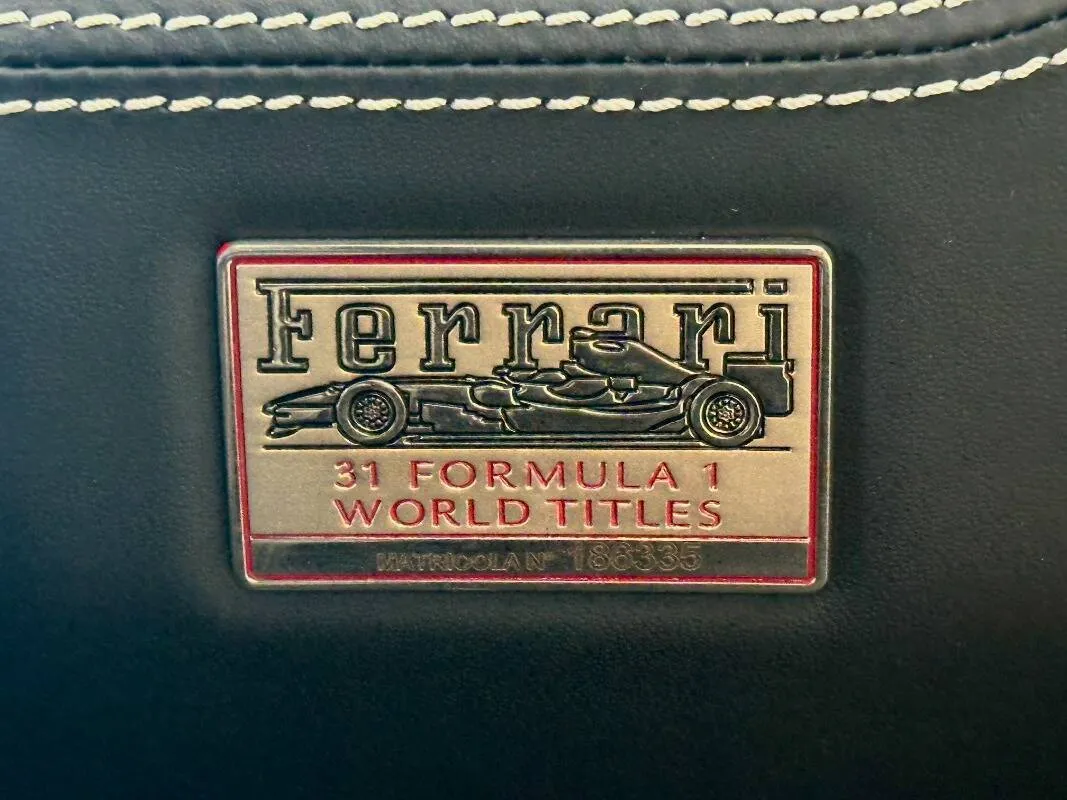 Ferrari
31 FORMULA 1
WORLD TITLES
MATRICOLA N° 186335